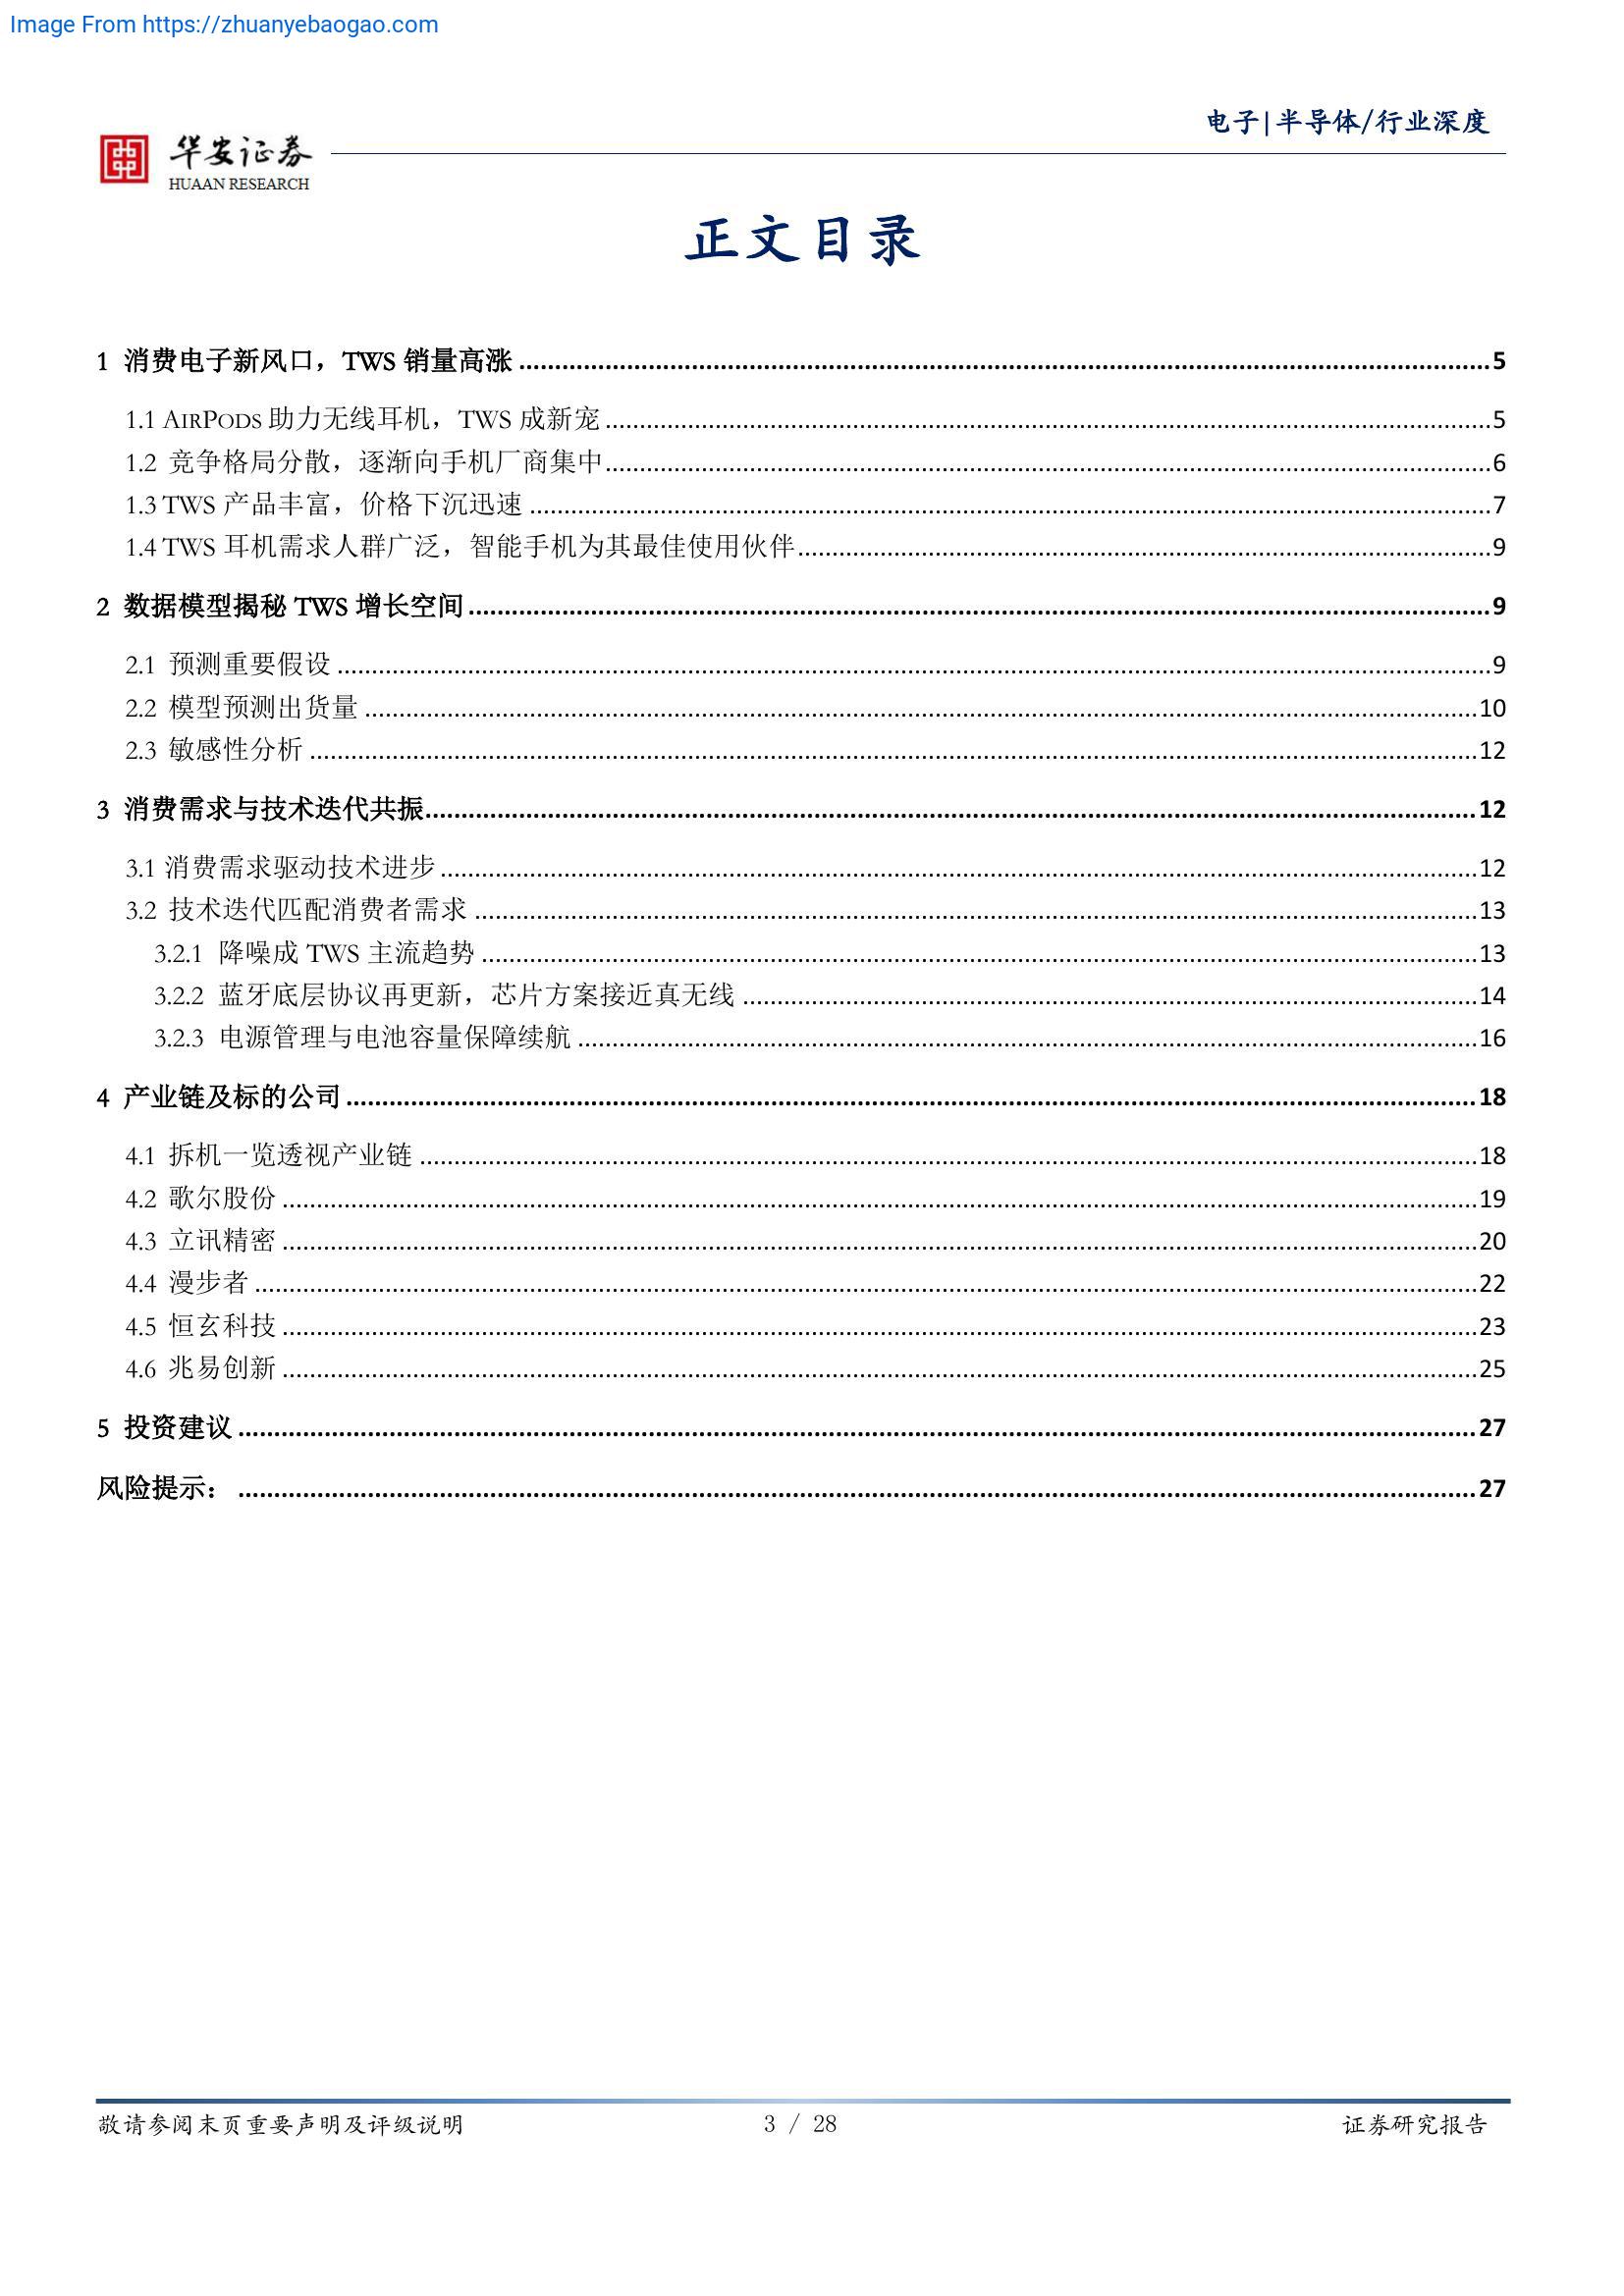 Image From https://zhuanyebaogao.com
电子|半导体/行业深度
华安证券
HUAAN RESEARCH
正文目录
1 消费电子新风口，TWS 销量高涨 ........ 5
1.1 AIRPODS 助力无线耳机，TWS 成新宠 ........ 5
1.2 竞争格局分散，逐渐向手机厂商集中 ........ 6
1.3 TWS 产品丰富，价格下沉迅速 ........ 7
1.4 TWS 耳机需求人群广泛，智能手机为其最佳使用伙伴 ........ 9
2 数据模型揭秘 TWS 增长空间 ........ 9
2.1 预测重要假设 ........ 9
2.2 模型预测出货量 ........ 10
2.3 敏感性分析 ........ 12
3 消费需求与技术迭代共振 ........ 12
3.1 消费需求驱动技术进步 ........ 12
3.2 技术迭代匹配消费者需求 ........ 13
3.2.1 降噪成 TWS 主流趋势 ........ 13
3.2.2 蓝牙底层协议再更新，芯片方案接近真无线 ........ 14
3.2.3 电源管理与电池容量保障续航 ........ 16
4 产业链及标的公司 ........ 18
4.1 拆机一览透视产业链 ........ 18
4.2 歌尔股份 ........ 19
4.3 立讯精密 ........ 20
4.4 漫步者 ........ 22
4.5 恒玄科技 ........ 23
4.6 兆易创新 ........ 25
5 投资建议 ........ 27
风险提示： ........ 27
敬请参阅末页重要声明及评级说明 3 / 28 证券研究报告